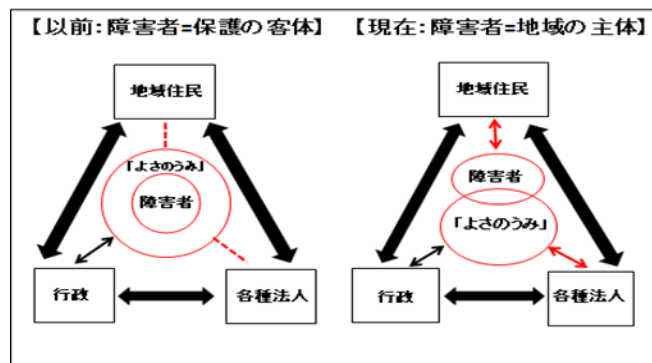 【以前:障害者=保護の客体】
地域住民
「よさのうみ」
障害者
行政
各種法人
【現在:障害者=地域の主体】
地域住民
障害者
「よさのうみ」
行政
各種法人